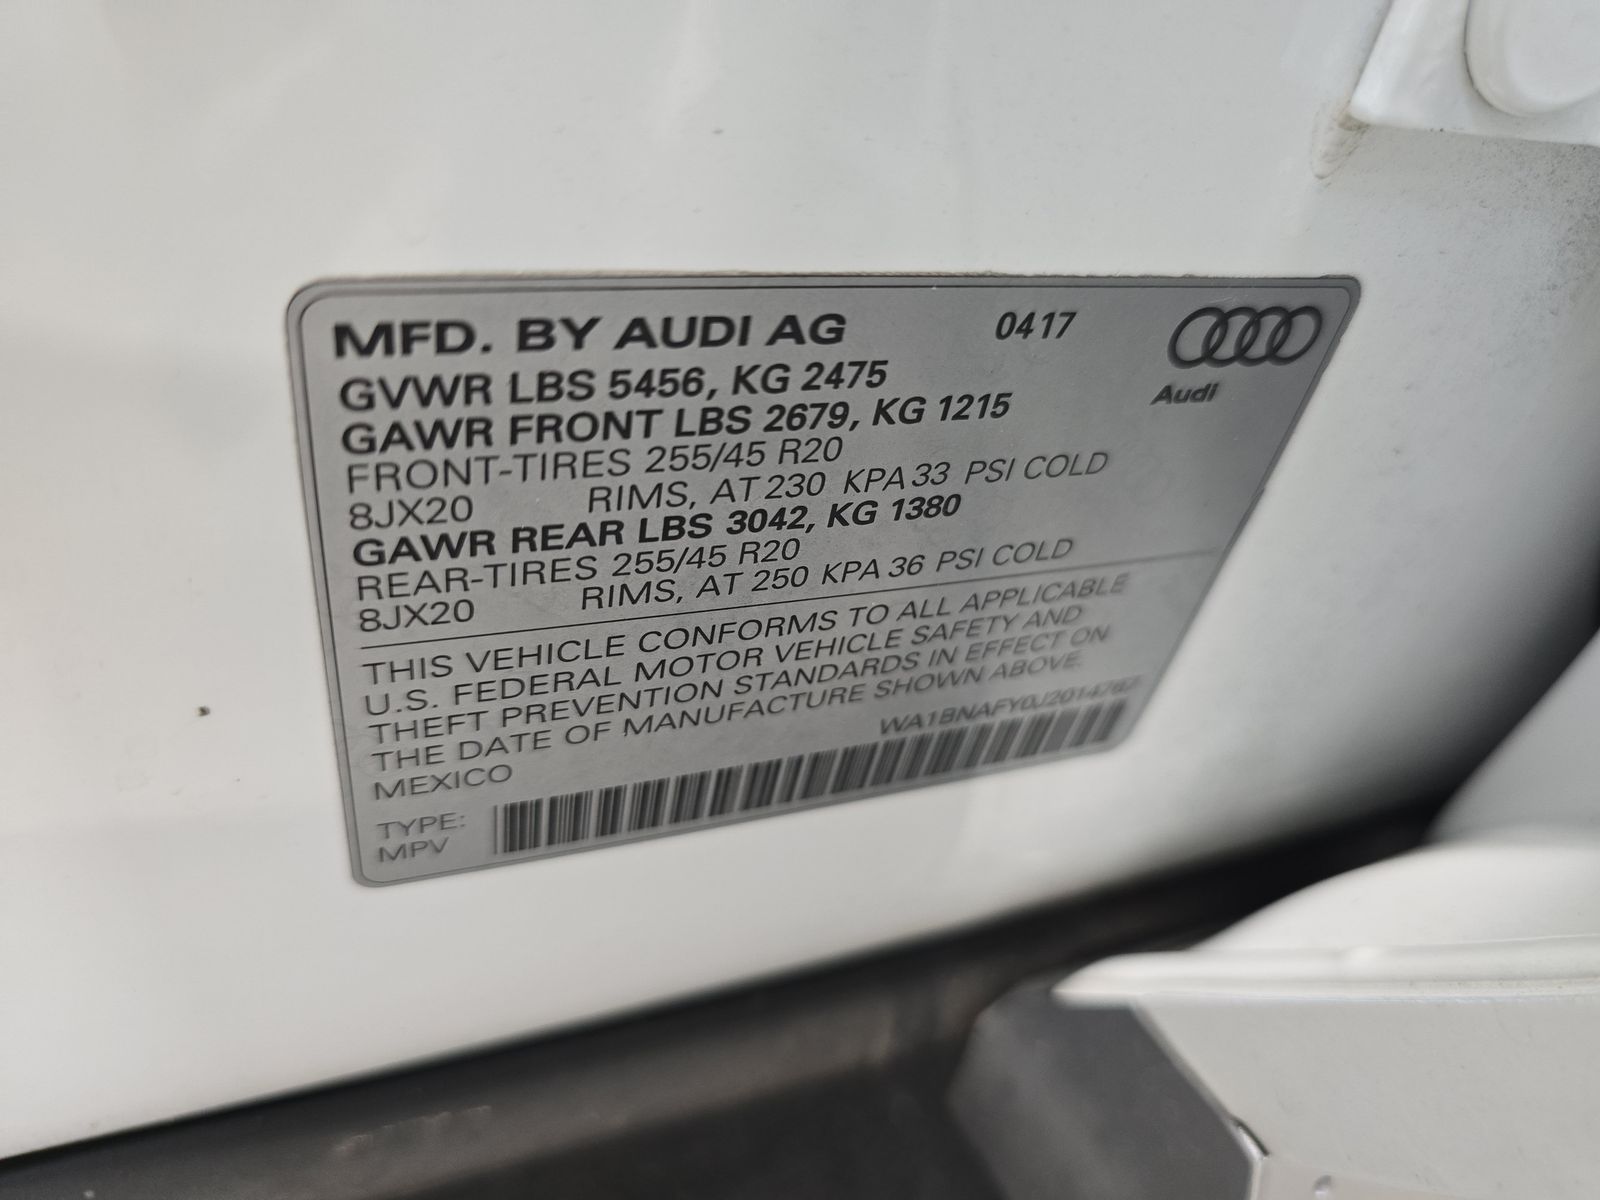 MFD. BY AUDI AG 0417
Audi
GVWR LBS 5456, KG 2475
GAWR FRONT LBS 2679, KG 1215
FRONT-TIRES 255/45 R20
8JX20 RIMS, AT 230 KPA 33 PSI COLD
GAWR REAR LBS 3042, KG 1380
REAR-TIRES 255/45 R20
8JX20 RIMS, AT 250 KPA 36 PSI COLD
THIS VEHICLE CONFORMS TO ALL APPLICABLE
U.S. FEDERAL MOTOR VEHICLE SAFETY AND
THEFT PREVENTION STANDARDS IN EFFECT ON
THE DATE OF MANUFACTURE SHOWN ABOVE.
MEXICO
TYPE:
MPV